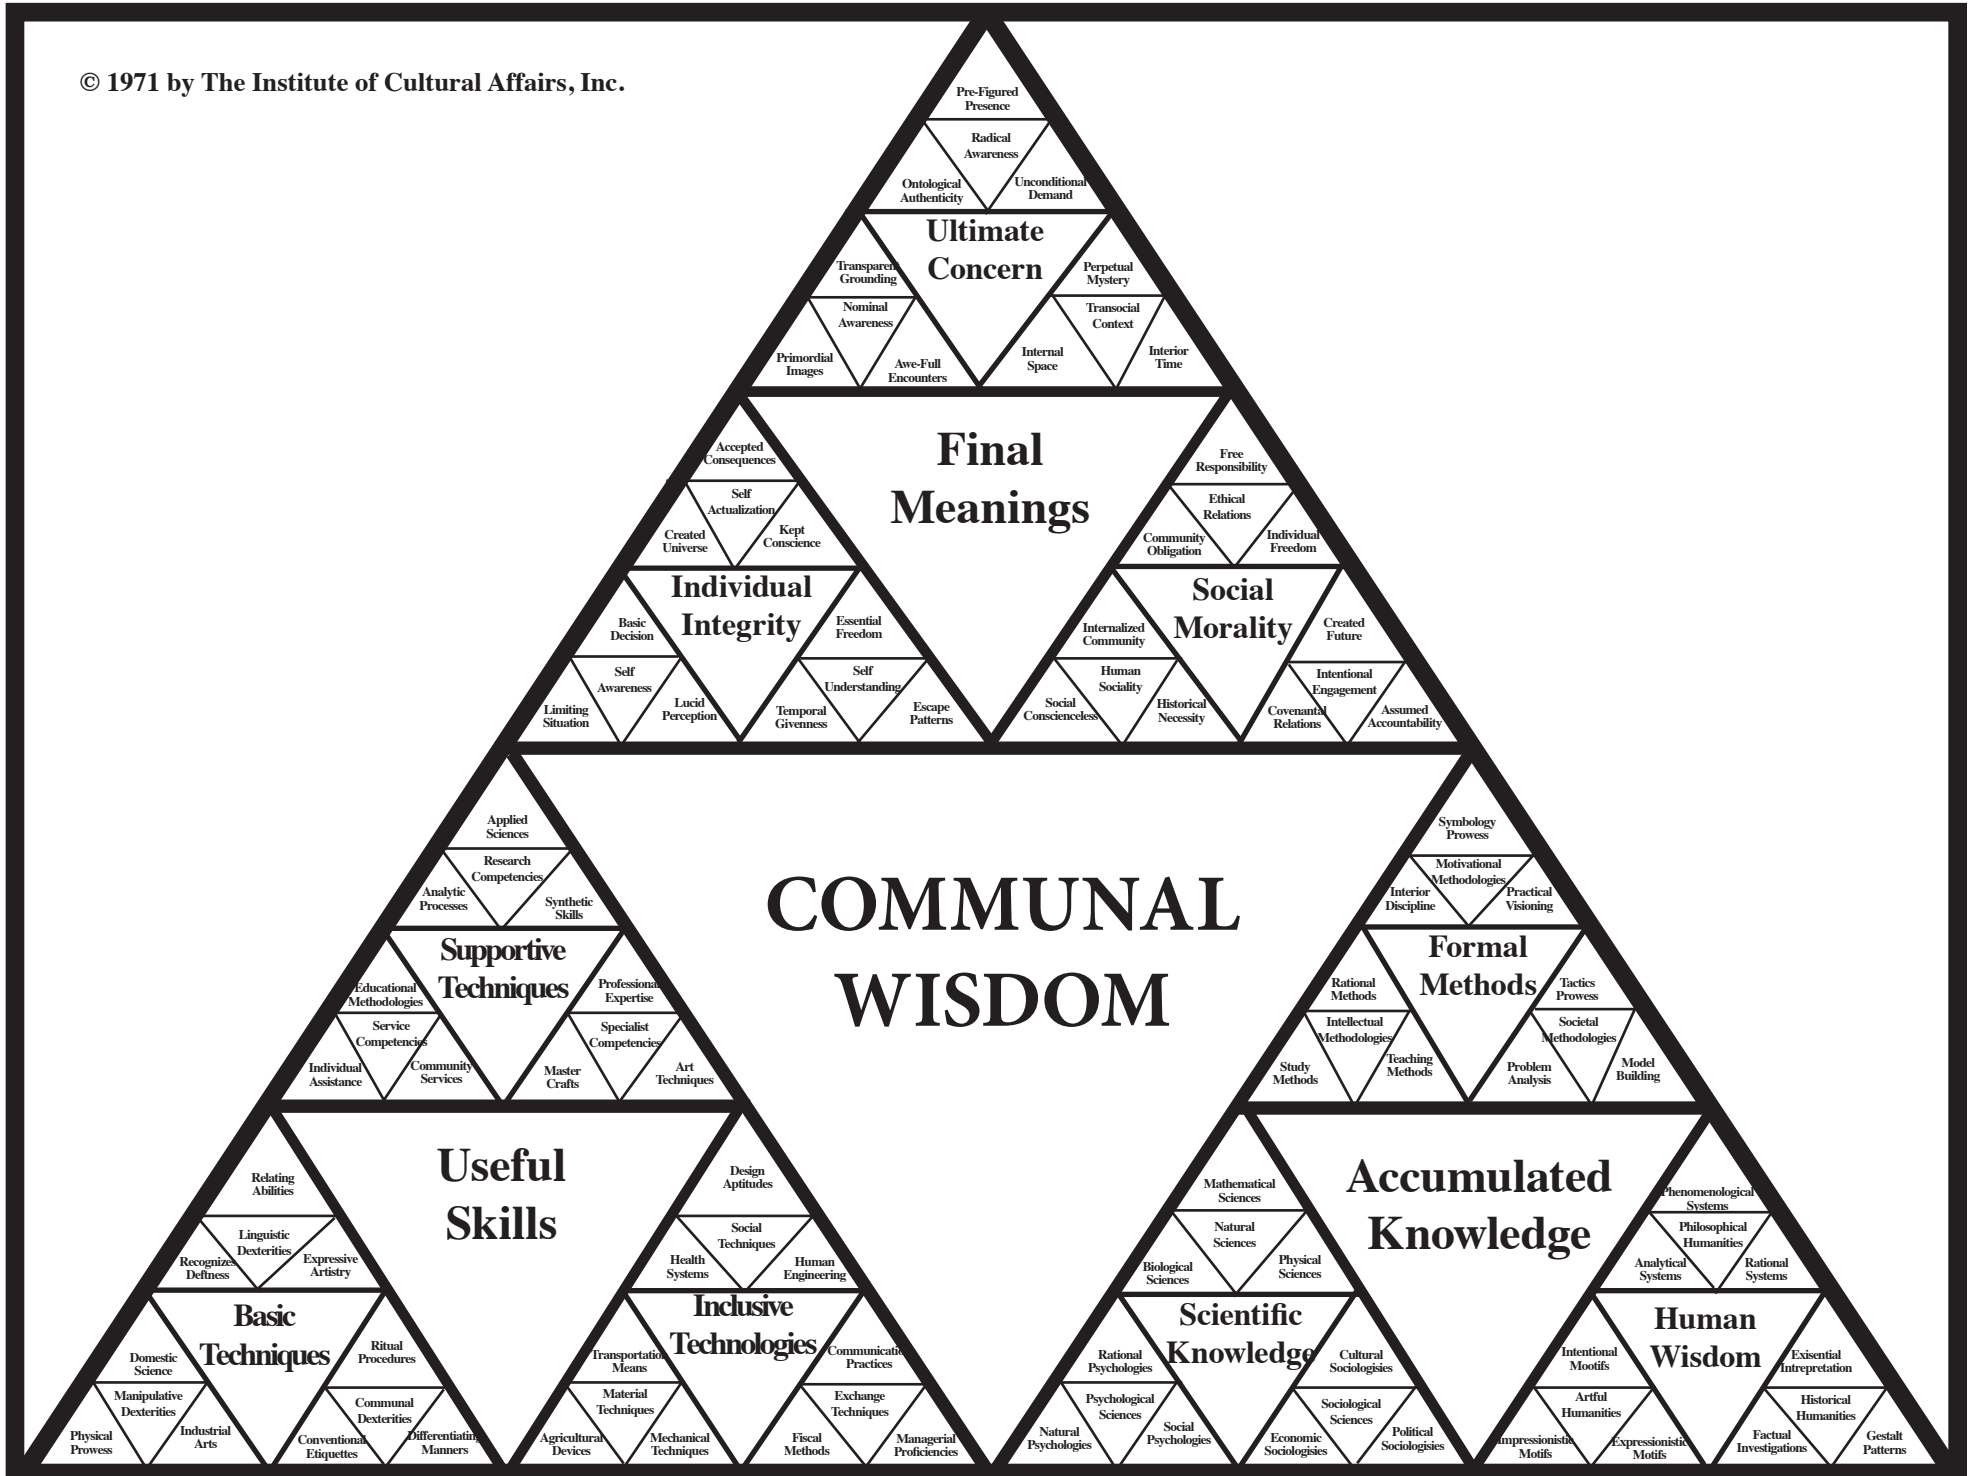 © 1971 by The Institute of Cultural Affairs, Inc.
Pre-Figured
Presence
Radical
Awareness
Ontological
Authenticity
Unconditional
Demand
Ultimate
Concern
Transparen
Grounding
Nominal
Awareness
Primordial
Images
Awe-Full
Encounters
Perpetual
Mystery
Transocial
Context
Internal
Space
Interior
Time
Final
Meanings
Accepted
Consequences
Self
Actualization
Created
Universe
Kept
Conscience
Individual
Integrity
Basic
Decision
Self
Awareness
Limiting
Situation
Lucid
Perception
Essential
Freedom
Self
Understanding
Temporal
Givenness
Escape
Patterns
Free
Responsibility
Ethical
Relations
Community
Obligation
Individual
Freedom
Social
Morality
Internalized
Community
Human
Sociality
Social
Conscienceless
Historical
Necessity
Created
Future
Intentional
Engagement
Covenantal
Relations
Assumed
Accountability
COMMUNAL
WISDOM
Applied
Sciences
Research
Competencies
Analytic
Processes
Synthetic
Skills
Supportive
Techniques
Educational
Methodologies
Service
Competencies
Individual
Assistance
Community
Services
Professional
Expertise
Specialist
Competencies
Master
Crafts
Art
Techniques
Useful
Skills
Relating
Abilities
Linguistic
Dexterities
Recognizes
Deftness
Expressive
Artistry
Basic
Techniques
Domestic
Science
Manipulative
Dexterities
Physical
Prowess
Industrial
Arts
Ritual
Procedures
Communal
Dexterities
Conventional
Etiquettes
Differentiating
Manners
Design
Aptitudes
Social
Techniques
Health
Systems
Human
Engineering
Inclusive
Technologies
Transportation
Means
Material
Techniques
Agricultural
Devices
Mechanical
Techniques
Communicatio
Practices
Exchange
Techniques
Fiscal
Methods
Managerial
Proficiencies
Symbology
Prowess
Motivational
Methodologies
Interior
Discipline
Practical
Visioning
Formal
Methods
Rational
Methods
Intellectual
Methodologies
Study
Methods
Teaching
Methods
Tactics
Prowess
Societal
Methodologies
Problem
Analysis
Model
Building
Accumulated
Knowledge
Mathematical
Sciences
Natural
Sciences
Biological
Sciences
Physical
Sciences
Scientific
Knowledge
Rational
Psychologies
Psychological
Sciences
Natural
Psychologies
Social
Psychologies
Cultural
Sociologisies
Sociological
Sciences
Economic
Sociologisies
Political
Sociologisies
Phenomenological
Systems
Philosophical
Humanities
Analytical
Systems
Rational
Systems
Human
Wisdom
Intentional
Mootifs
Artful
Humanities
Impressionistic
Motifs
Expressionistic
Motifs
Exisential
Intrepretation
Historical
Humanities
Factual
Investigations
Gestalt
Patterns